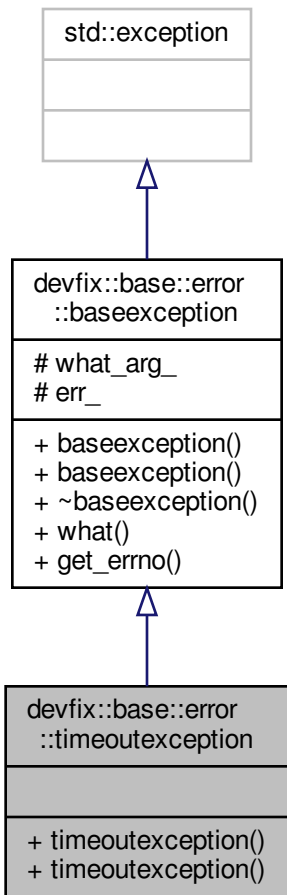 std::exception
devfix::base::error
::baseexception
# what_arg_
# err_
+ baseexception()
+ baseexception()
+ ~baseexception()
+ what()
+ get_errno()
devfix::base::error
::timeoutexception
+ timeoutexception()
+ timeoutexception()